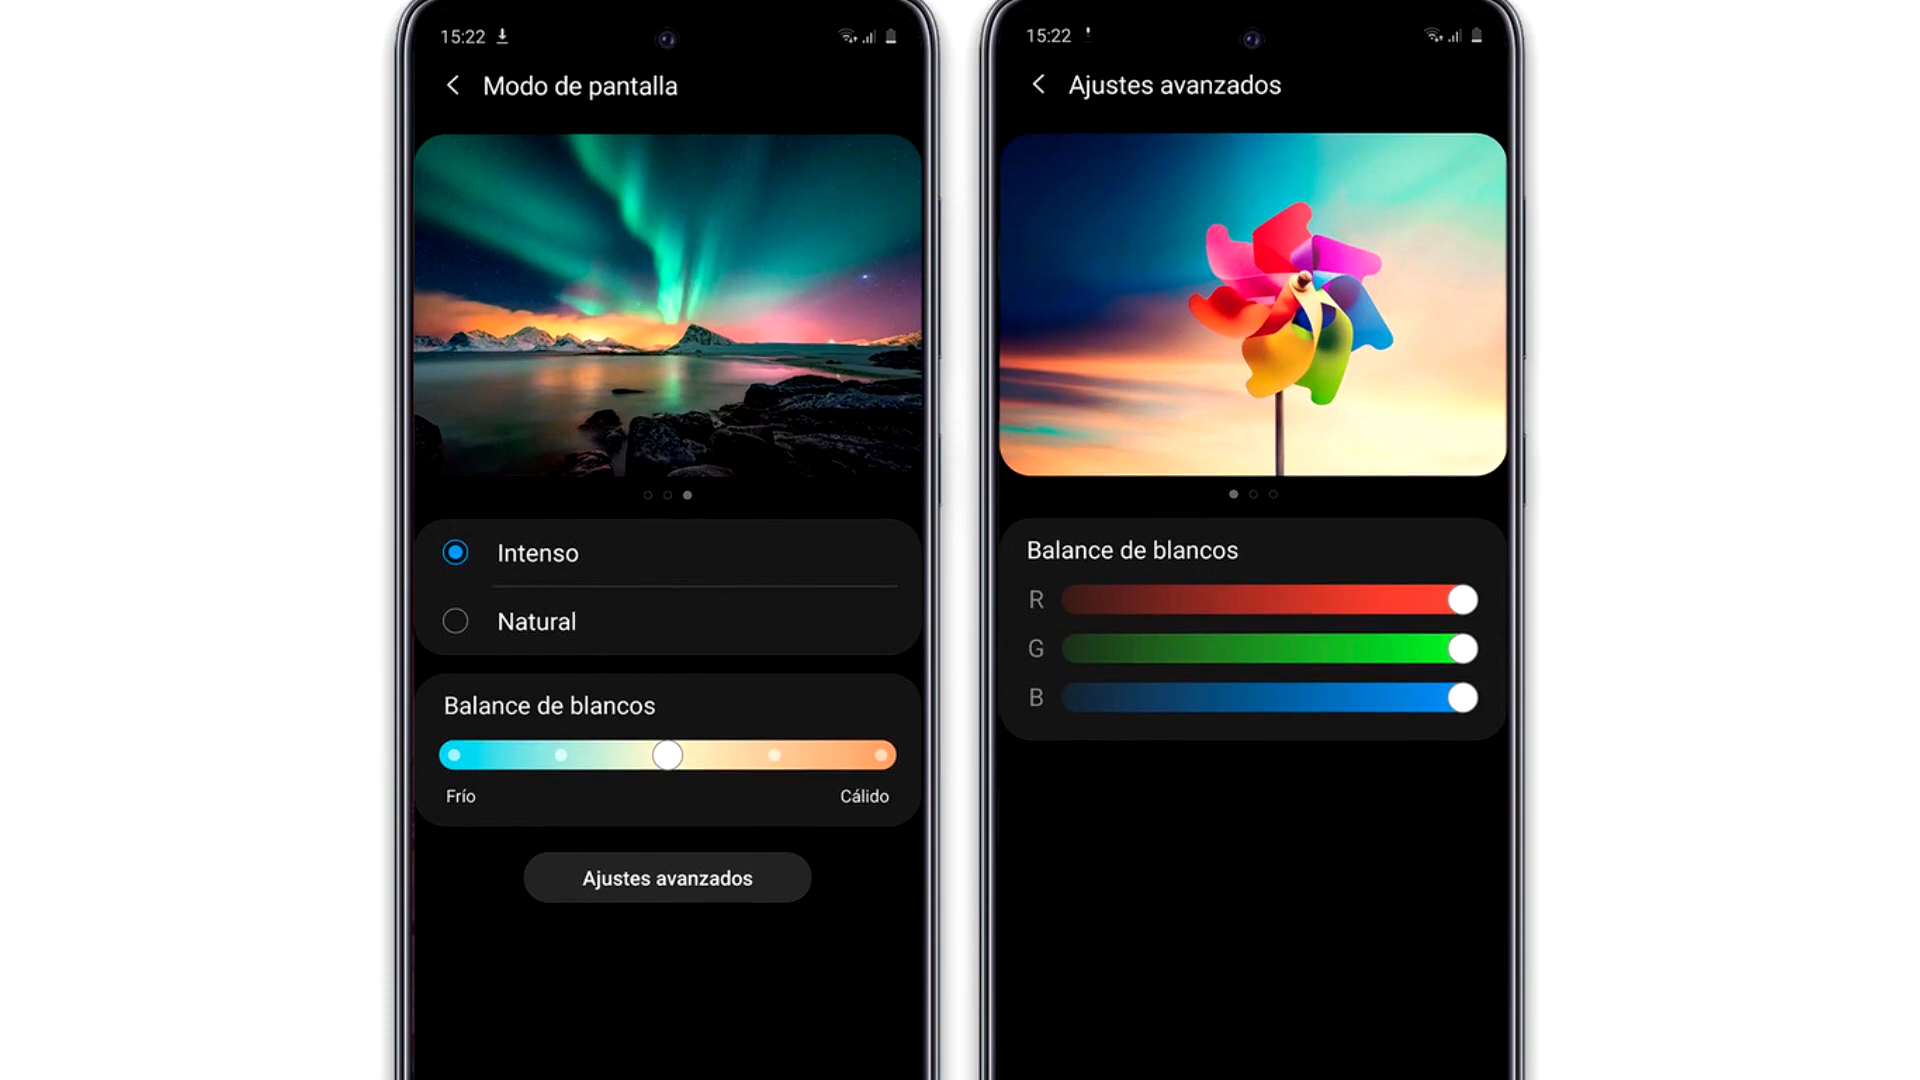 15:22
Modo de pantalla
Intenso
Natural
Balance de blancos
Frío
Cálido
Ajustes avanzados
15:22
Ajustes avanzados
Balance de blancos
R
G
B